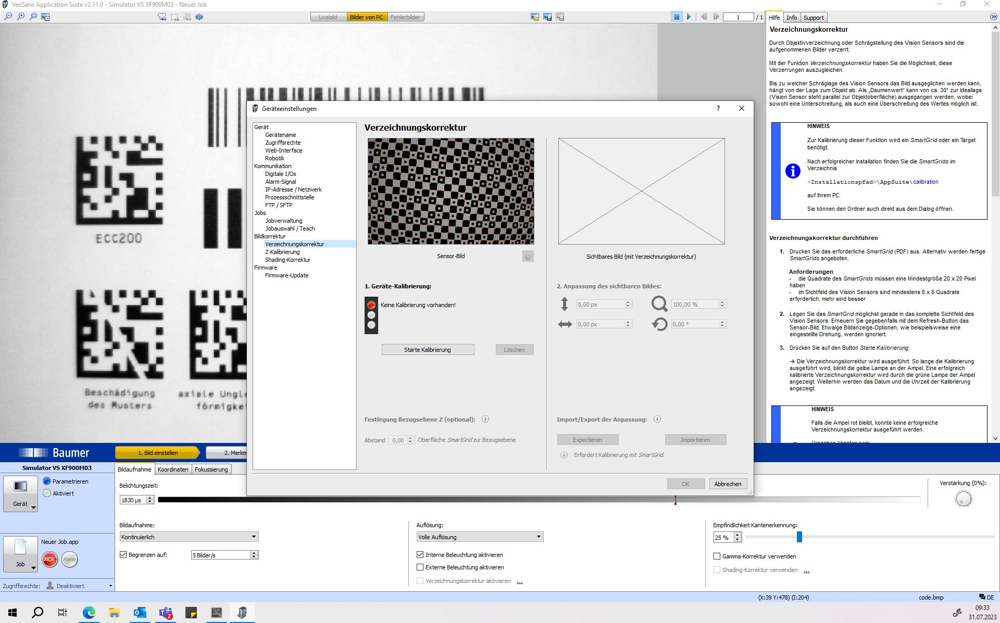 VeriSens Application Suite v2.11.0 - Simulator VS XF900M03 - Neuer Job
Livebild
Bilder von PC
Fehlerbilder
1
/ 1
Hilfe
Info
Support
ECC200
Beschädigung
des Musters
axiale Ungle
förmigkei
Geräteeinstellungen
?
Gerät
Gerätename
Zugriffsrechte
Web-Interface
Robotik
Kommunikation
Digitale I/Os
Alarm-Signal
IP-Adresse / Netzwerk
Prozessschnittstelle
FTP / SFTP
Jobs
Jobverwaltung
Jobauswahl / Teach
Bildkorrektur
Verzeichnungskorrektur
Z-Kalibrierung
Shading-Korrektur
Firmware
Firmware-Update
Verzeichnungskorrektur
Sensor-Bild
Sichtbares Bild (mit Verzeichnungskorrektur)
1. Geräte-Kalibrierung:
Keine Kalibrierung vorhanden!
Starte Kalibrierung
Löschen
Festlegung Bezugsebene Z (optional):
Abstand
0,00
Oberfläche SmartGrid zur Bezugsebene
2. Anpassung des sichtbaren Bildes:
0,00 px
100,00 %
0,00 px
0,00 °
Import/Export der Anpassung:
Exportieren
Importieren
Erfordert Kalibrierung mit SmartGrid.
OK
Abbrechen
Verzeichnungskorrektur
Durch Objektivverzeichnung oder Schrägstellung des Vision Sensors sind die
aufgenommenen Bilder verzerrt.
Mit der Funktion Verzeichnungskorrektur haben Sie die Möglichkeit, diese
Verzerrungen auszugleichen.
Bis zu welcher Schräglage des Vision Sensors das Bild ausgeglichen werden kann,
hängt von der Lage zum Objekt ab. Als „Daumenwert“ kann von ca. 30° zur Ideallage
(Vision Sensor steht parallel zur Objektoberfläche) ausgegangen werden, wobei
sowohl eine Unterschreitung, als auch eine Überschreitung des Wertes möglich ist.
HINWEIS
Zur Kalibrierung dieser Funktion wird ein SmartGrid oder ein Target
benötigt.
Nach erfolgreicher Installation finden Sie die SmartGrids im
Verzeichnis
<Installationspfad>\AppSuite\calibration
auf Ihrem PC.
Sie können den Ordner auch direkt aus dem Dialog öffnen.
Verzeichnungskorrektur durchführen
1. Drucken Sie das erforderliche SmartGrid (PDF) aus. Alternativ werden fertige
SmartGrids angeboten.
Anforderungen
- die Quadrate des SmartGrids müssen eine Mindestgröße 20 x 20 Pixel
haben
- im Sichtfeld des Vision Sensors sind mindestens 6 x 8 Quadrate
erforderlich, mehr sind besser
2. Legen Sie das SmartGrid möglichst gerade in das komplette Sichtfeld des
Vision Sensors. Erneuern Sie gegebenfalls mit dem Refresh-Button das
Sensor-Bild. Etwaige Bildanzeige-Optionen, wie beispielsweise eine
eingestellte Drehung, werden ignoriert.
3. Drücken Sie auf den Button Starte Kalibrierung.
→ Die Verzeichnungskorrektur wird ausgeführt. So lange die Kalibrierung
ausgeführt wird, blinkt die gelbe Lampe an der Ampel. Eine erfolgreich
kalibrierte Verzeichnungskorrektur wird durch die grüne Lampe der Ampel
angezeigt. Weiterhin werden das Datum und die Uhrzeit der Kalibrierung
angezeigt.
HINWEIS
Falls die Ampel rot bleibt, konnte keine erfolgreiche
Verzeichnungskorrektur ausgeführt werden.
Baumer
1. Bild einstellen
2. Merkm
Simulator VS XF900M03
Gerät
Parametrieren
Aktiviert
Neuer Job.app
Job
NOK
Alarm
Zugriffsrechte:
Deaktiviert
Bildaufnahme
Koordinaten
Fokussierung
Belichtungszeit:
1830 µs
Verstärkung (0%):
Bildaufnahme:
Kontinuierlich
Begrenzen auf:
5 Bilder/s
Auflösung:
Volle Auflösung
Interne Beleuchtung aktivieren
Externe Beleuchtung aktivieren
Verzeichnungskorrektur aktivieren ...
Empfindlichkeit Kantenerkennung:
25 %
Gamma-Korrektur verwenden
Shading-Korrektur verwenden ...
(X:39 Y:478) (I:204)
code.bmp
DE
2
09:33
31.07.2023